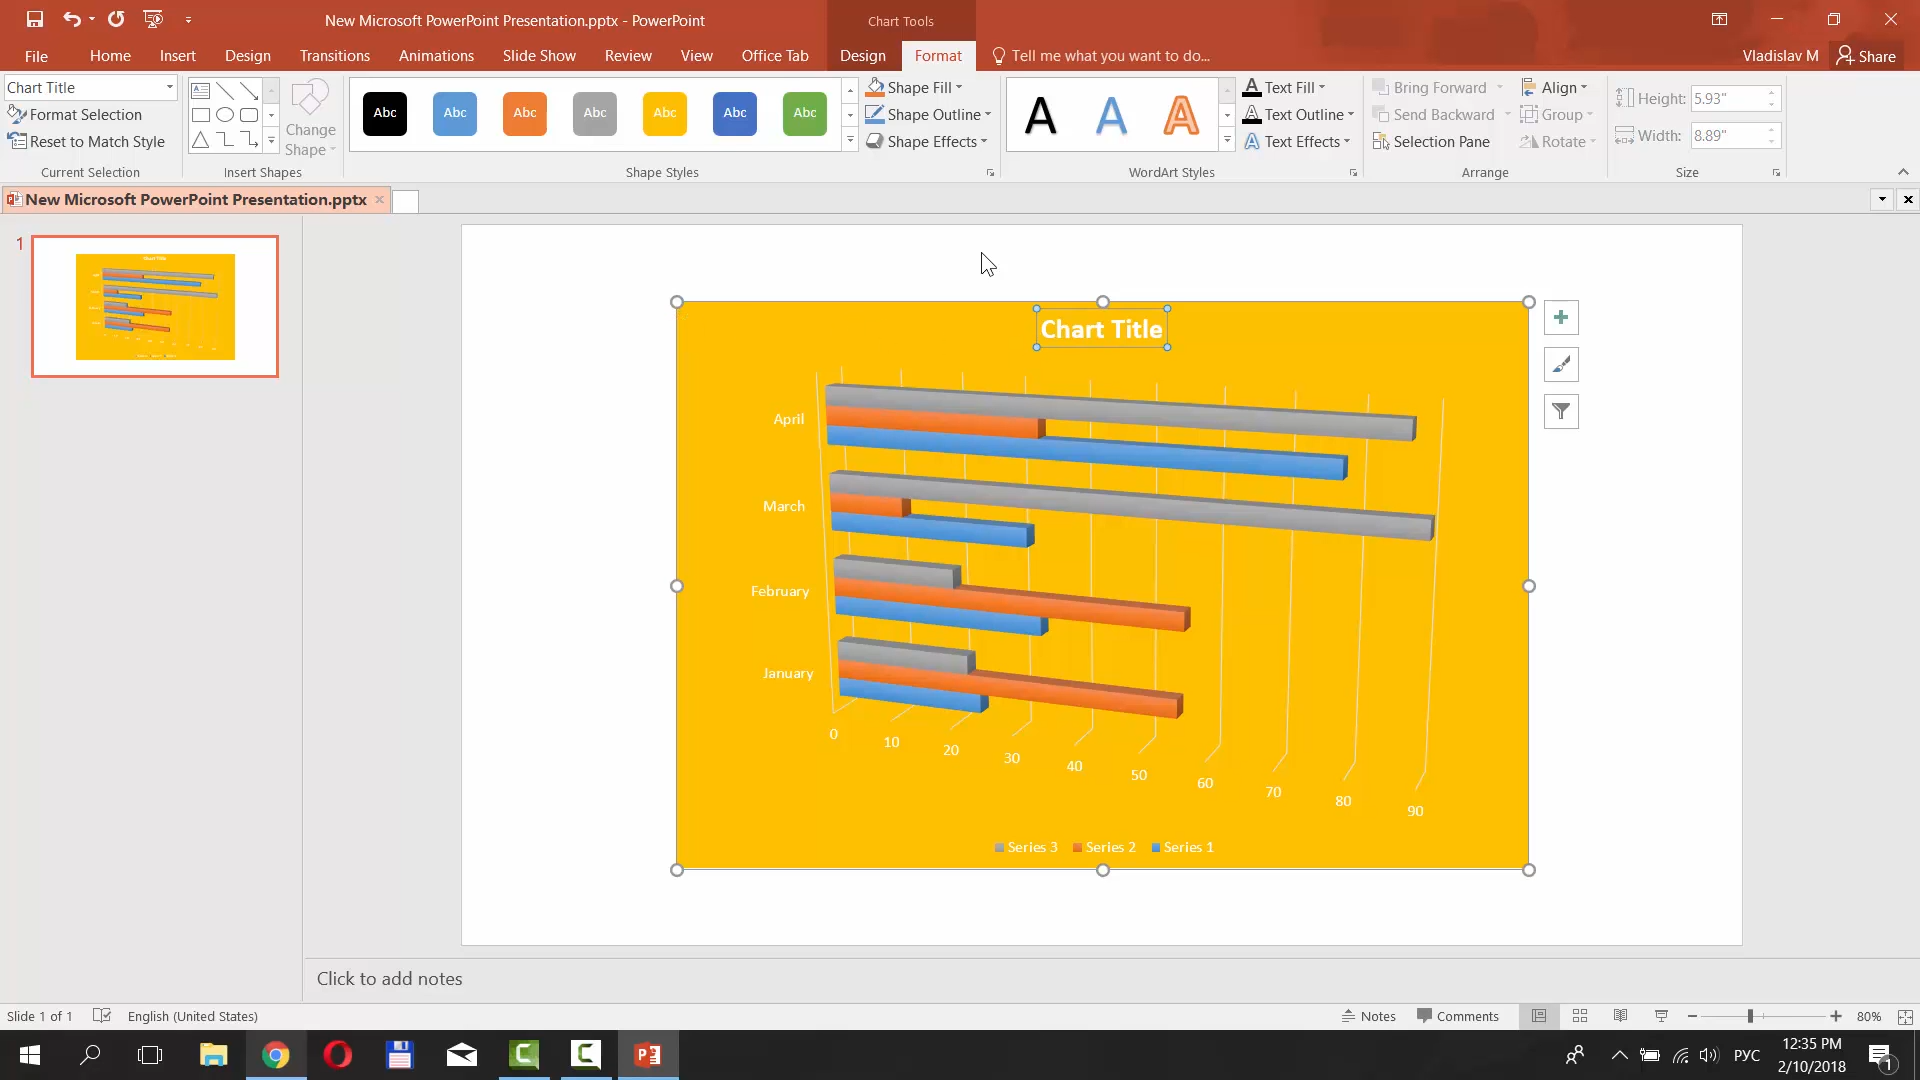 New Microsoft PowerPoint Presentation.pptx - PowerPoint
Chart Tools
File Home Insert Design Transitions Animations Slide Show Review View Office Tab Design Format Tell me what you want to do... Vladislav M Share
Chart Title
Format Selection
Reset to Match Style
Current Selection
Change
Shape
Insert Shapes
Abc Abc Abc Abc Abc Abc Abc
Shape Fill
Shape Outline
Shape Effects
Shape Styles
A A A
Text Fill
Text Outline
Text Effects
WordArt Styles
Bring Forward
Send Backward
Selection Pane
Align
Group
Rotate
Arrange
Height: 5.93"
Width: 8.89"
Size
New Microsoft PowerPoint Presentation.pptx
1
Chart Title
April
March
February
January
0 10 20 30 40 50 60 70 80 90
Series 3 Series 2 Series 1
Click to add notes
Slide 1 of 1 English (United States) Notes Comments 80%
РУС
12:35 PM
2/10/2018
1